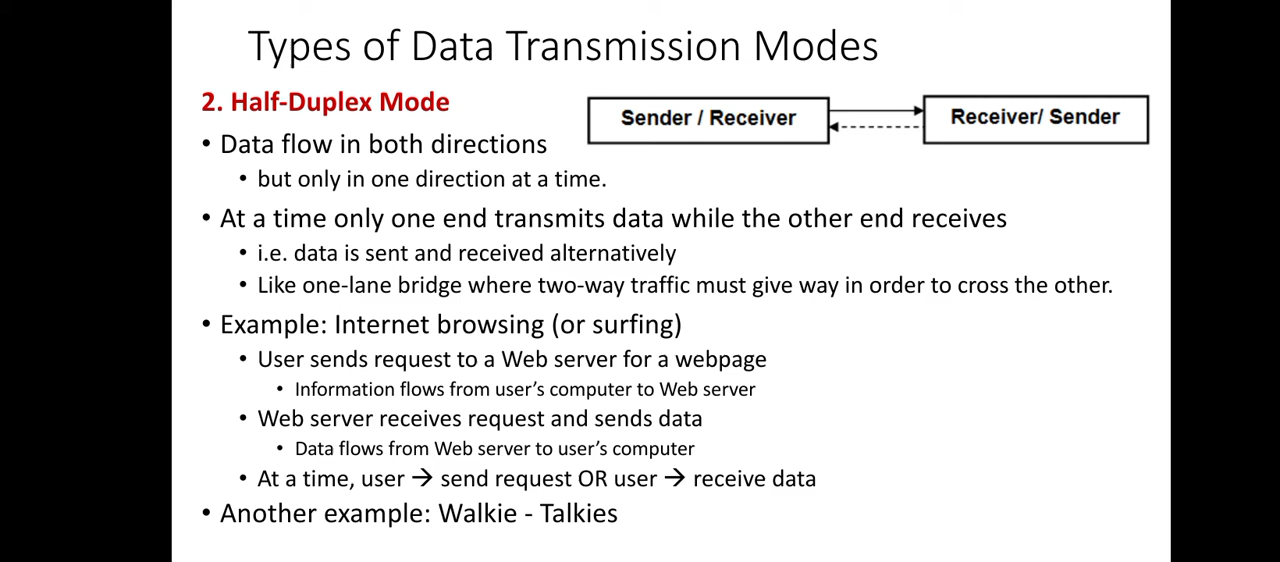 Types of Data Transmission Modes
2. Half-Duplex Mode
Sender / Receiver
Receiver/ Sender
• Data flow in both directions
• but only in one direction at a time.
• At a time only one end transmits data while the other end receives
• i.e. data is sent and received alternatively
• Like one-lane bridge where two-way traffic must give way in order to cross the other.
• Example: Internet browsing (or surfing)
• User sends request to a Web server for a webpage
• Information flows from user's computer to Web server
• Web server receives request and sends data
• Data flows from Web server to user's computer
• At a time, user → send request OR user → receive data
• Another example: Walkie - Talkies